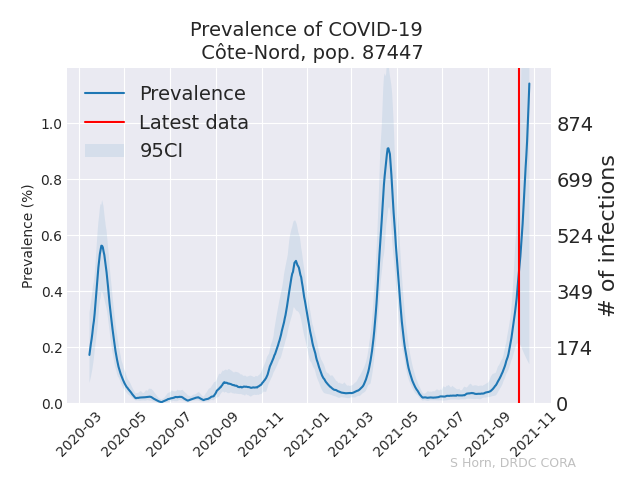 Prevalence of COVID-19
Côte-Nord, pop. 87447
Prevalence
Latest data
95CI
Prevalence (%)
1.0
0.8
0.6
0.4
0.2
0.0
874
699
524
349
174
0
# of infections
2020-03
2020-05
2020-07
2020-09
2020-11
2021-01
2021-03
2021-05
2021-07
2021-09
2021-11
S Horn, DRDC CORA